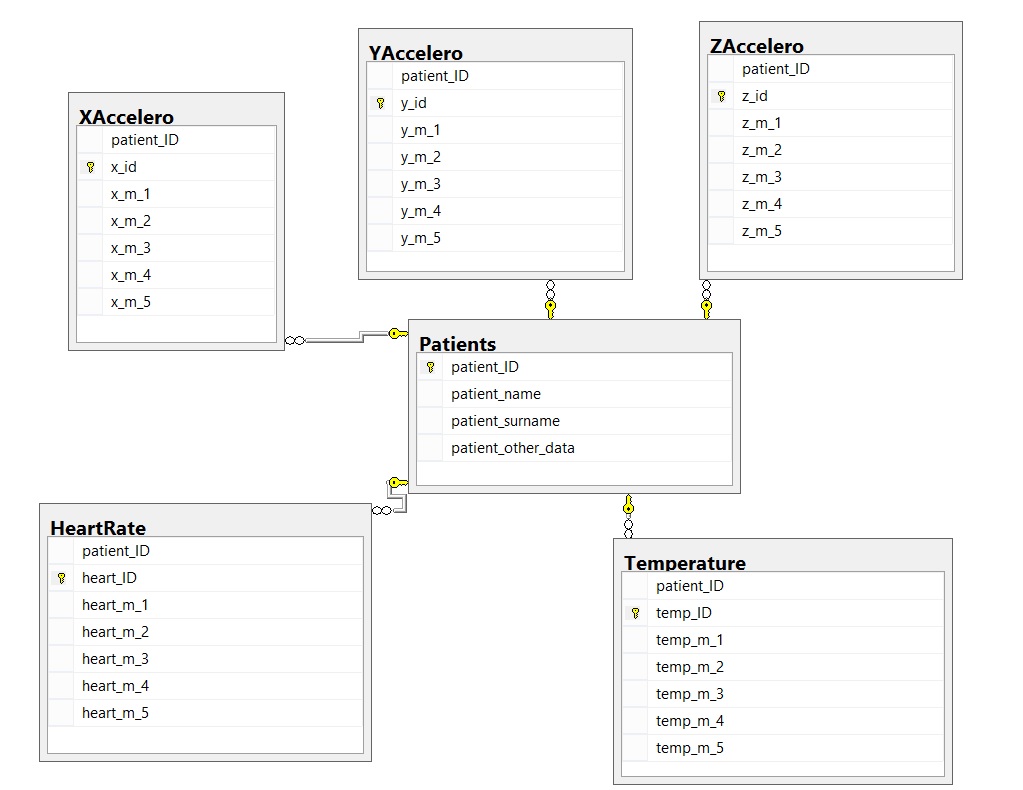 XAccelero
patient_ID
x_id
x_m_1
x_m_2
x_m_3
x_m_4
x_m_5
YAccelero
patient_ID
y_id
y_m_1
y_m_2
y_m_3
y_m_4
y_m_5
ZAccelero
patient_ID
z_id
z_m_1
z_m_2
z_m_3
z_m_4
z_m_5
Patients
patient_ID
patient_name
patient_surname
patient_other_data
HeartRate
patient_ID
heart_ID
heart_m_1
heart_m_2
heart_m_3
heart_m_4
heart_m_5
Temperature
patient_ID
temp_ID
temp_m_1
temp_m_2
temp_m_3
temp_m_4
temp_m_5